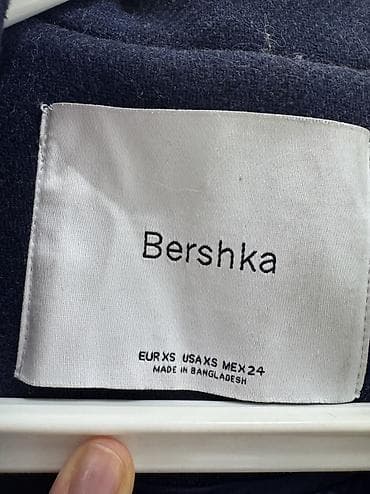 Bershka
EUR XS USA XS MEX 24
MADE IN BANGLADESH